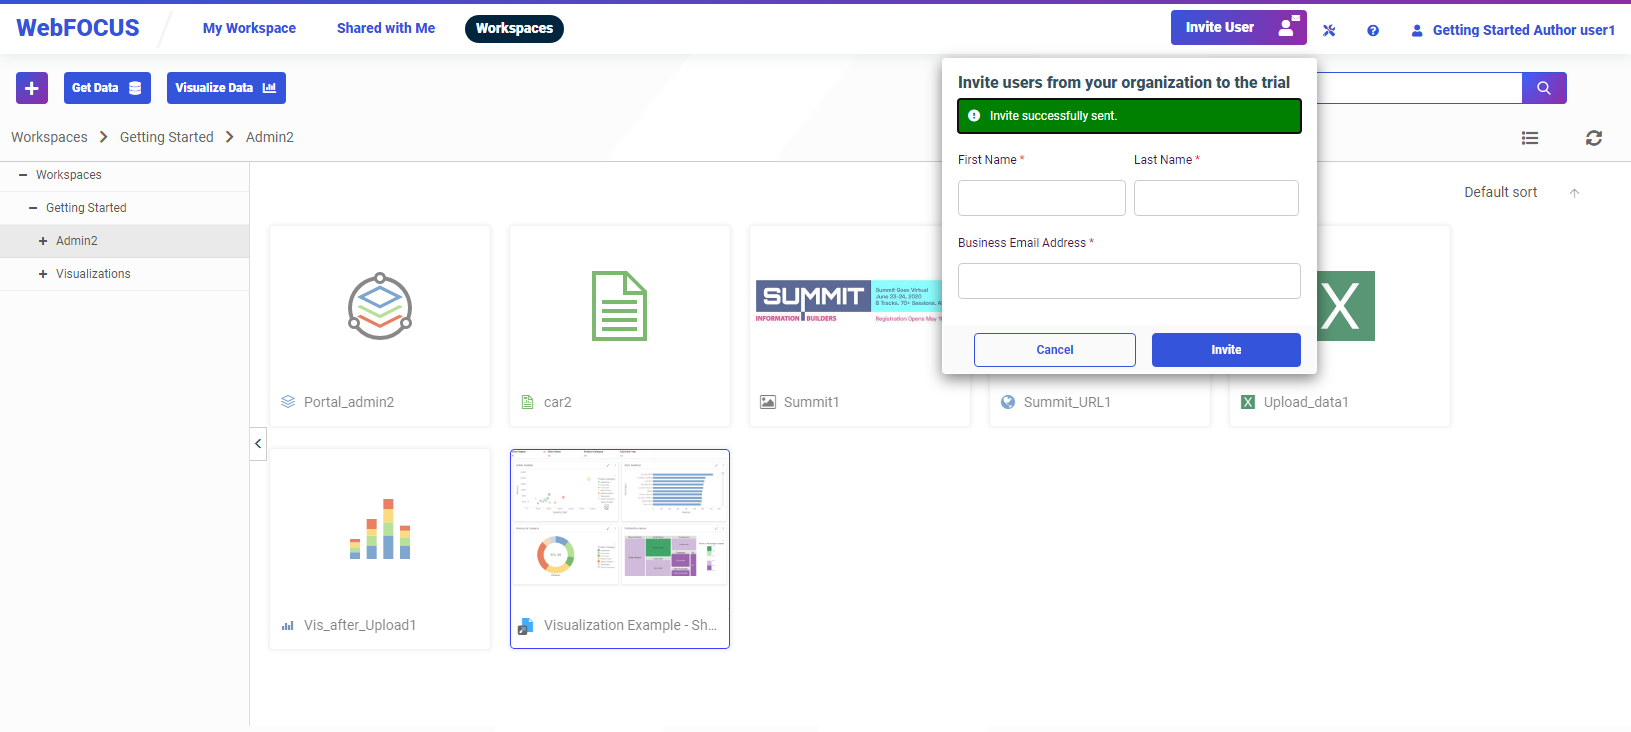 WebFOCUS
My Workspace
Shared with Me
Workspaces
Invite User
Getting Started Author user1
Get Data
Visualize Data
Workspaces
Getting Started
Admin2
Invite users from your organization to the trial
Invite successfully sent.
First Name *
Last Name *
Business Email Address *
Cancel
Invite
Workspaces
Getting Started
Admin2
Visualizations
Default sort
SUMMIT
INFORMATION BUILDERS
Summit Goes Virtual
June 23-24, 2020
8 Tracks. 70+ Sessions.
Registration Opens May
Portal_admin2
car2
Summit1
Summit_URL1
X
Upload_data1
Vis_after_Upload1
Visualization Example - Sh...